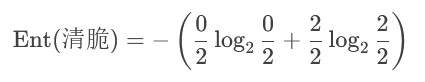 Ent(清脆) = − ( 0/2 log₂ 0/2 + 2/2 log₂ 2/2 )